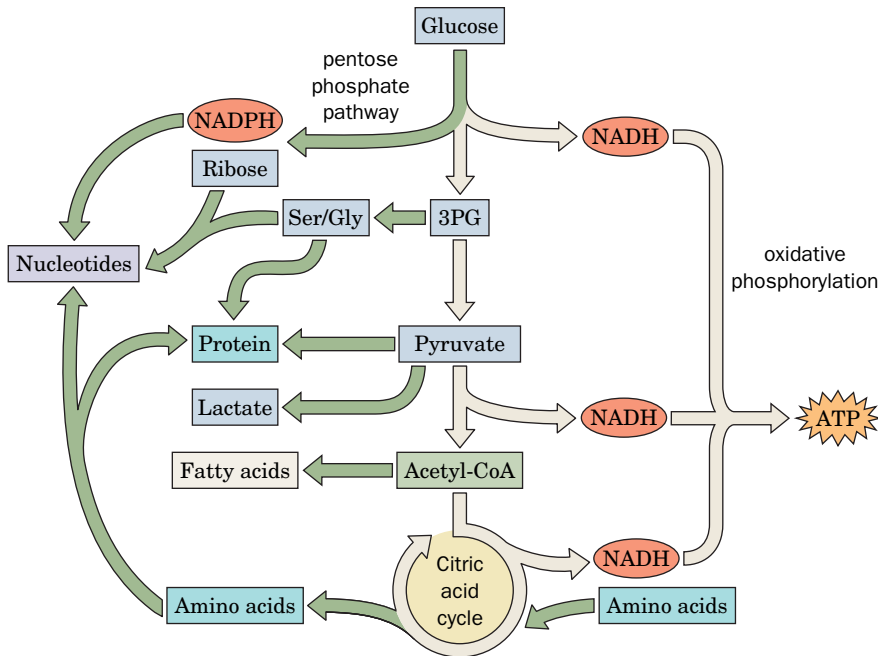 Glucose
pentose
phosphate
pathway
NADPH
NADH
Ribose
Ser/Gly
3PG
Nucleotides
oxidative
phosphorylation
Protein
Pyruvate
Lactate
NADH
ATP
Fatty acids
Acetyl-CoA
NADH
Citric
acid
cycle
Amino acids
Amino acids